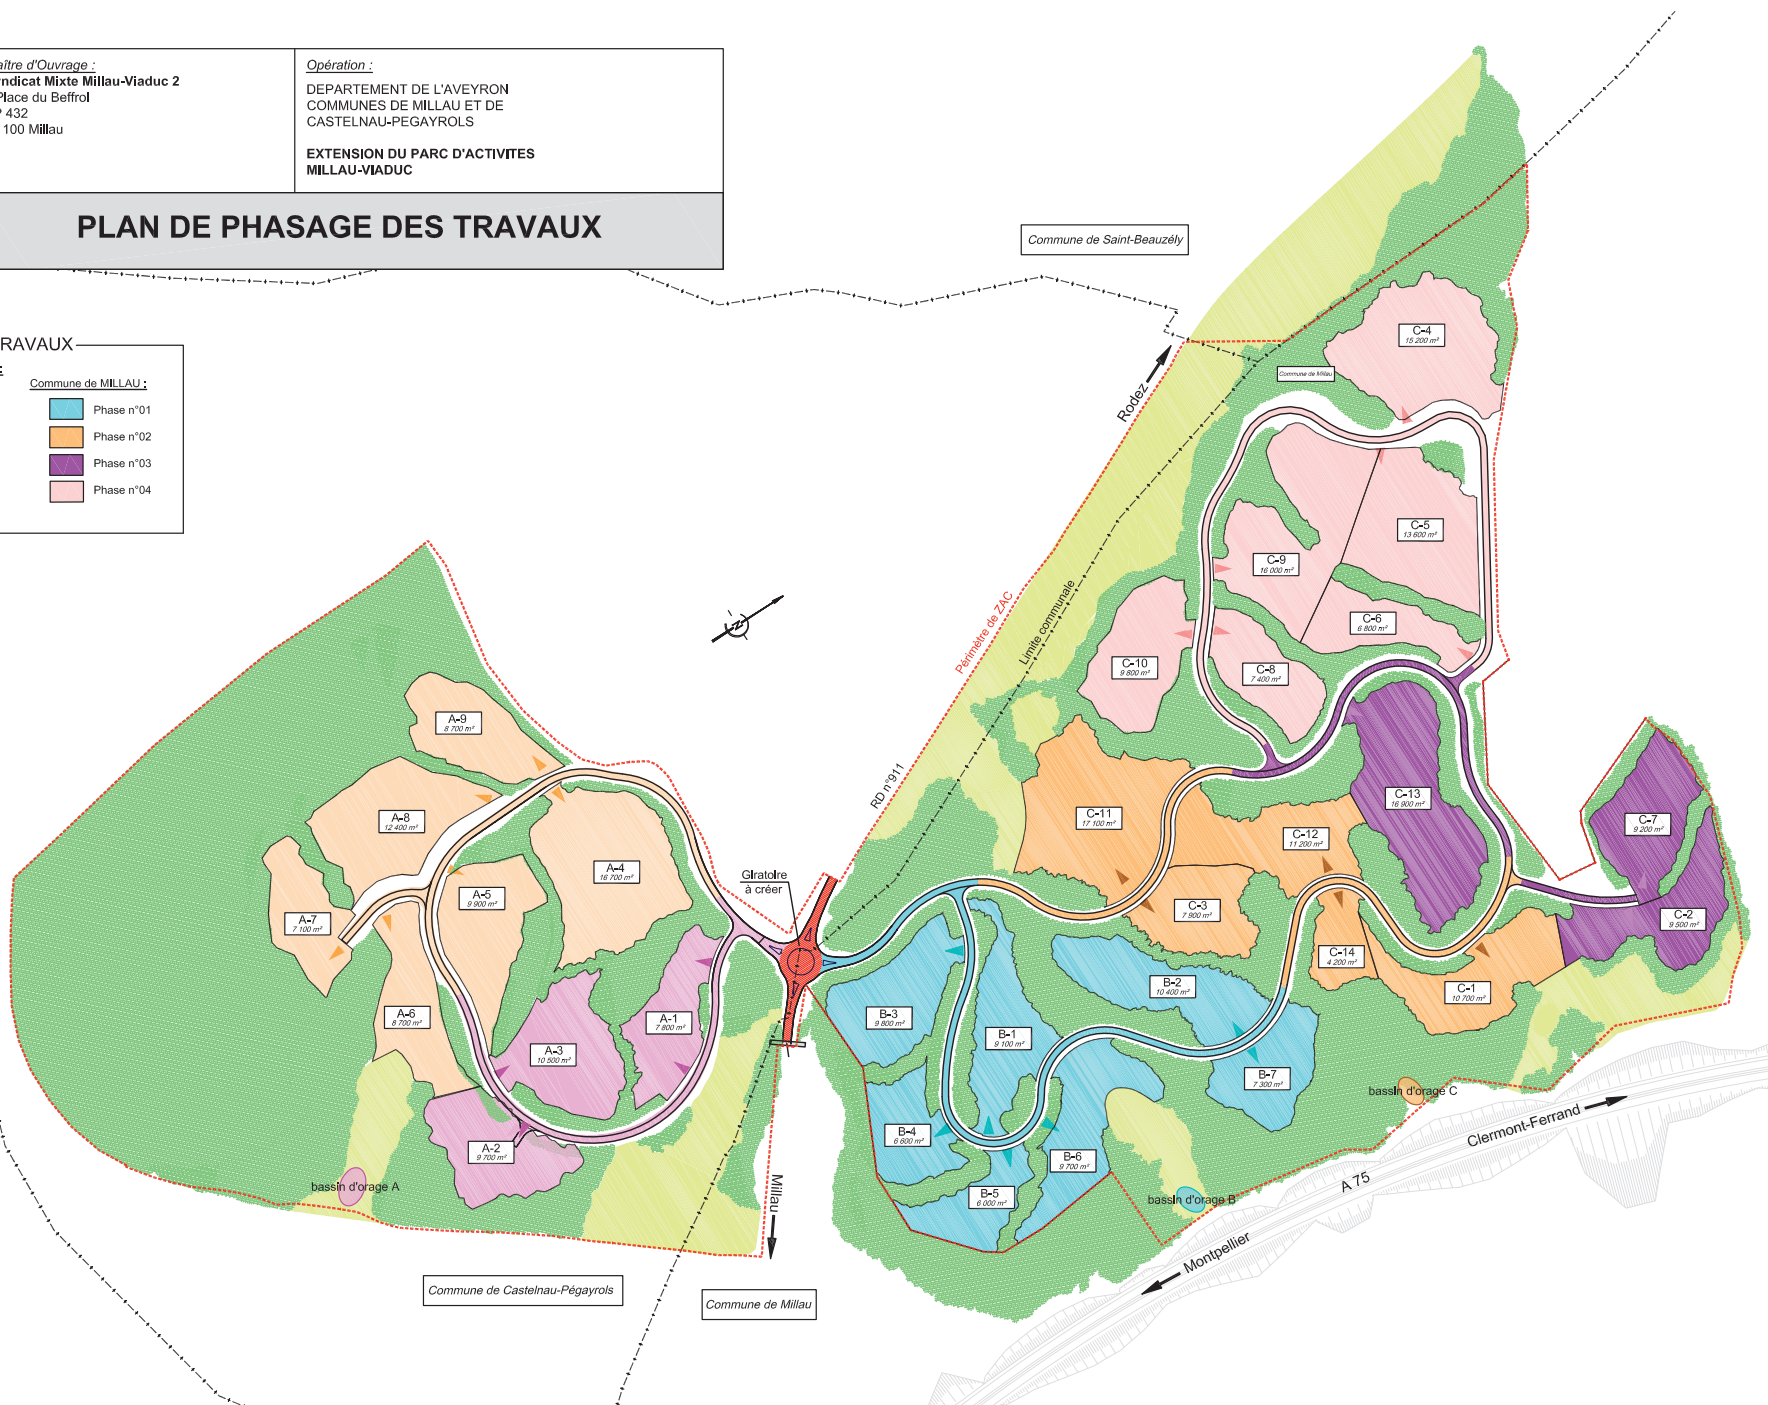 aître d'Ouvrage :
ndicat Mixte Millau-Viaduc 2
Place du Beffroi
P 432
100 Millau
Opération :
DEPARTEMENT DE L'AVEYRON
COMMUNES DE MILLAU ET DE
CASTELNAU-PEGAYROLS
EXTENSION DU PARC D'ACTIVITES
MILLAU-VIADUC
PLAN DE PHASAGE DES TRAVAUX
RAVAUX
:
Commune de MILLAU :
Phase n°01
Phase n°02
Phase n°03
Phase n°04
Commune de Saint-Beauzély
Rodez
Commune de Millau
C-4
15 200 m²
C-5
13 600 m²
C-9
16 000 m²
C-6
6 800 m²
C-10
9 800 m²
C-8
7 400 m²
Périmètre de ZAC
Limite communale
RD n°911
N
C-11
17 100 m²
C-13
16 900 m²
C-12
11 200 m²
C-7
9 200 m²
C-3
7 900 m²
C-2
9 500 m²
C-14
4 200 m²
C-1
10 700 m²
A-9
8 700 m²
A-8
12 400 m²
A-4
16 700 m²
A-5
9 900 m²
A-7
7 100 m²
Giratoire
à créer
A-6
8 700 m²
A-1
7 800 m²
A-3
10 500 m²
A-2
9 700 m²
bassin d'orage A
B-2
10 400 m²
B-3
9 800 m²
B-1
9 100 m²
B-7
7 300 m²
B-4
6 600 m²
B-6
9 700 m²
B-5
6 000 m²
bassin d'orage C
bassin d'orage B
Clermont-Ferrand
A 75
Montpellier
Millau
Commune de Castelnau-Pégayrols
Commune de Millau